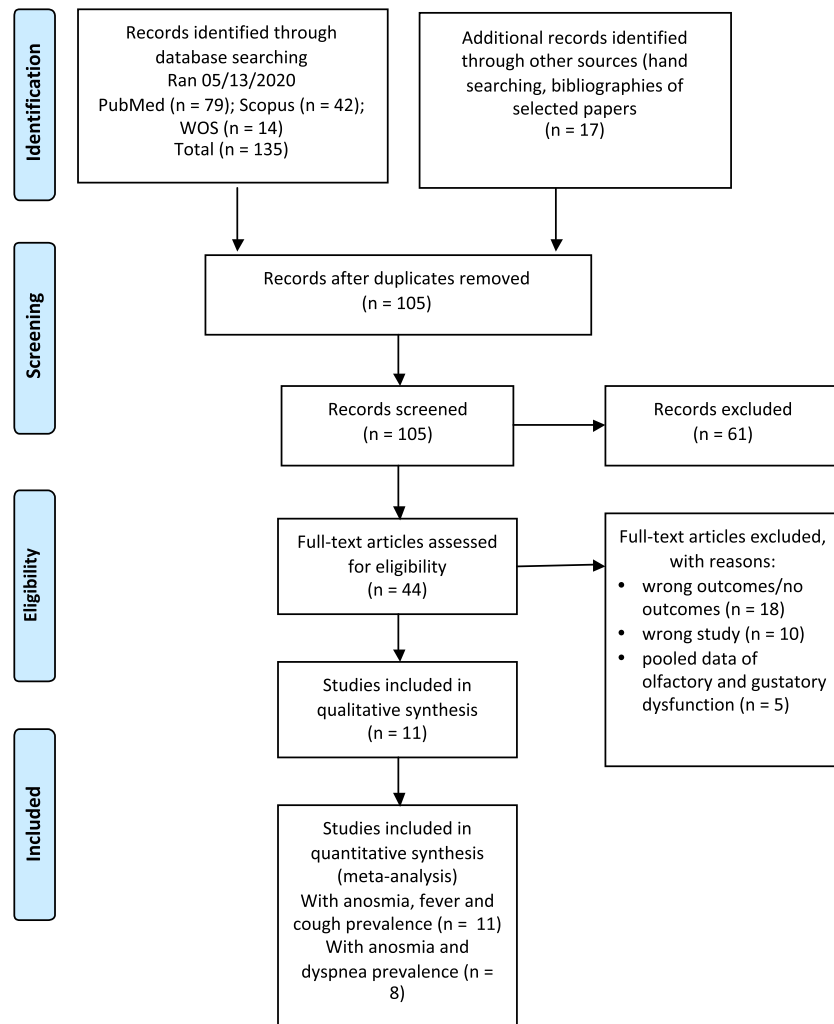 Identification
Records identified through
database searching
Ran 05/13/2020
PubMed (n = 79); Scopus (n = 42);
WOS (n = 14)
Total (n = 135)
Additional records identified
through other sources (hand
searching, bibliographies of
selected papers
(n = 17)
Screening
Records after duplicates removed
(n = 105)
Records screened
(n = 105)
Records excluded
(n = 61)
Eligibility
Full-text articles assessed
for eligibility
(n = 44)
Full-text articles excluded,
with reasons:
• wrong outcomes/no
outcomes (n = 18)
• wrong study (n = 10)
• pooled data of
olfactory and gustatory
dysfunction (n = 5)
Studies included in
qualitative synthesis
(n = 11)
Included
Studies included in
quantitative synthesis
(meta-analysis)
With anosmia, fever and
cough prevalence (n = 11)
With anosmia and
dyspnea prevalence (n =
8)